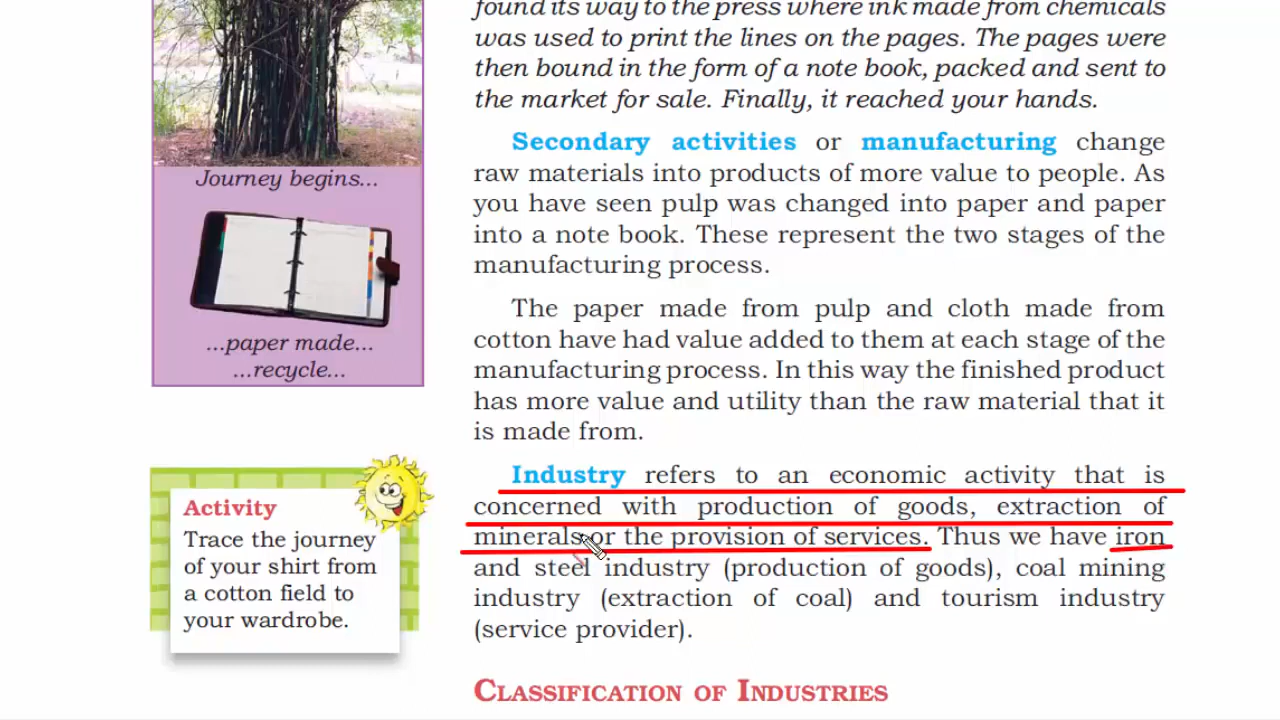 found its way to the press where ink made from chemicals
was used to print the lines on the pages. The pages were
then bound in the form of a note book, packed and sent to
the market for sale. Finally, it reached your hands.
Secondary activities or manufacturing change
raw materials into products of more value to people. As
you have seen pulp was changed into paper and paper
into a note book. These represent the two stages of the
manufacturing process.
The paper made from pulp and cloth made from
cotton have had value added to them at each stage of the
manufacturing process. In this way the finished product
has more value and utility than the raw material that it
is made from.
Industry refers to an economic activity that is
concerned with production of goods, extraction of
minerals or the provision of services. Thus we have iron
and steel industry (production of goods), coal mining
industry (extraction of coal) and tourism industry
(service provider).
CLASSIFICATION OF INDUSTRIES
Journey begins...
...paper made...
...recycle...
Activity
Trace the journey
of your shirt from
a cotton field to
your wardrobe.